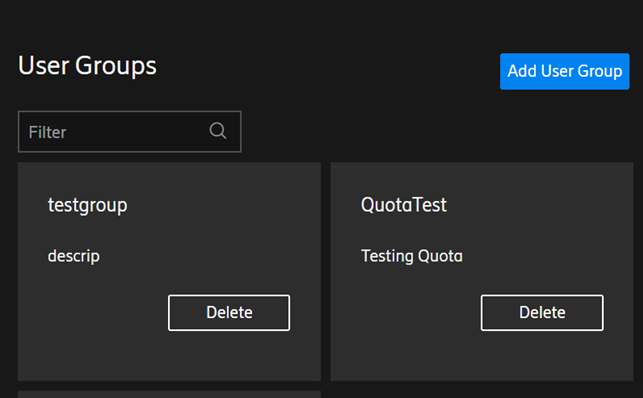 User Groups
Add User Group
Filter
testgroup
descrip
Delete
QuotaTest
Testing Quota
Delete